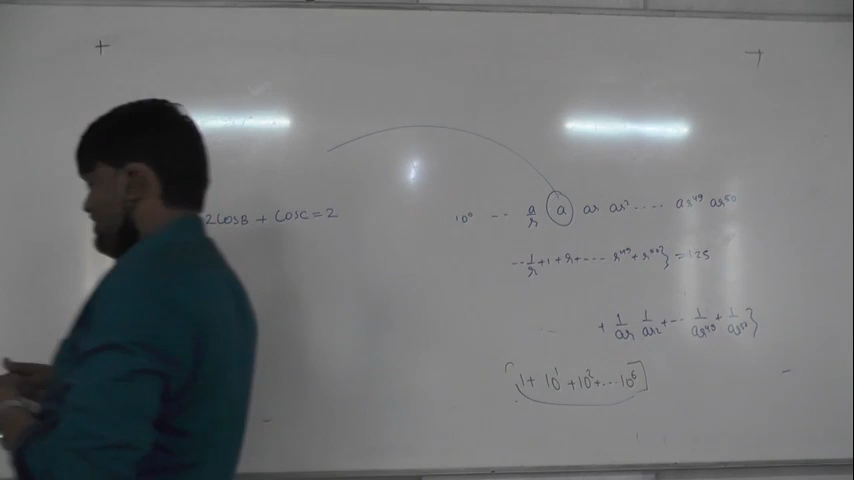 2CosB + CosC = 2
10⁰ -- a/r a ar ar² .... ar⁴⁹ ar⁵⁰
--1/r + 1 + r + --- r⁴⁹ + r⁵⁰} = 125
+ 1/ar 1/ar² + -- 1/ar⁴⁹ + 1/ar⁵⁰}
[1 + 10¹ + 10² + ... 10⁶]